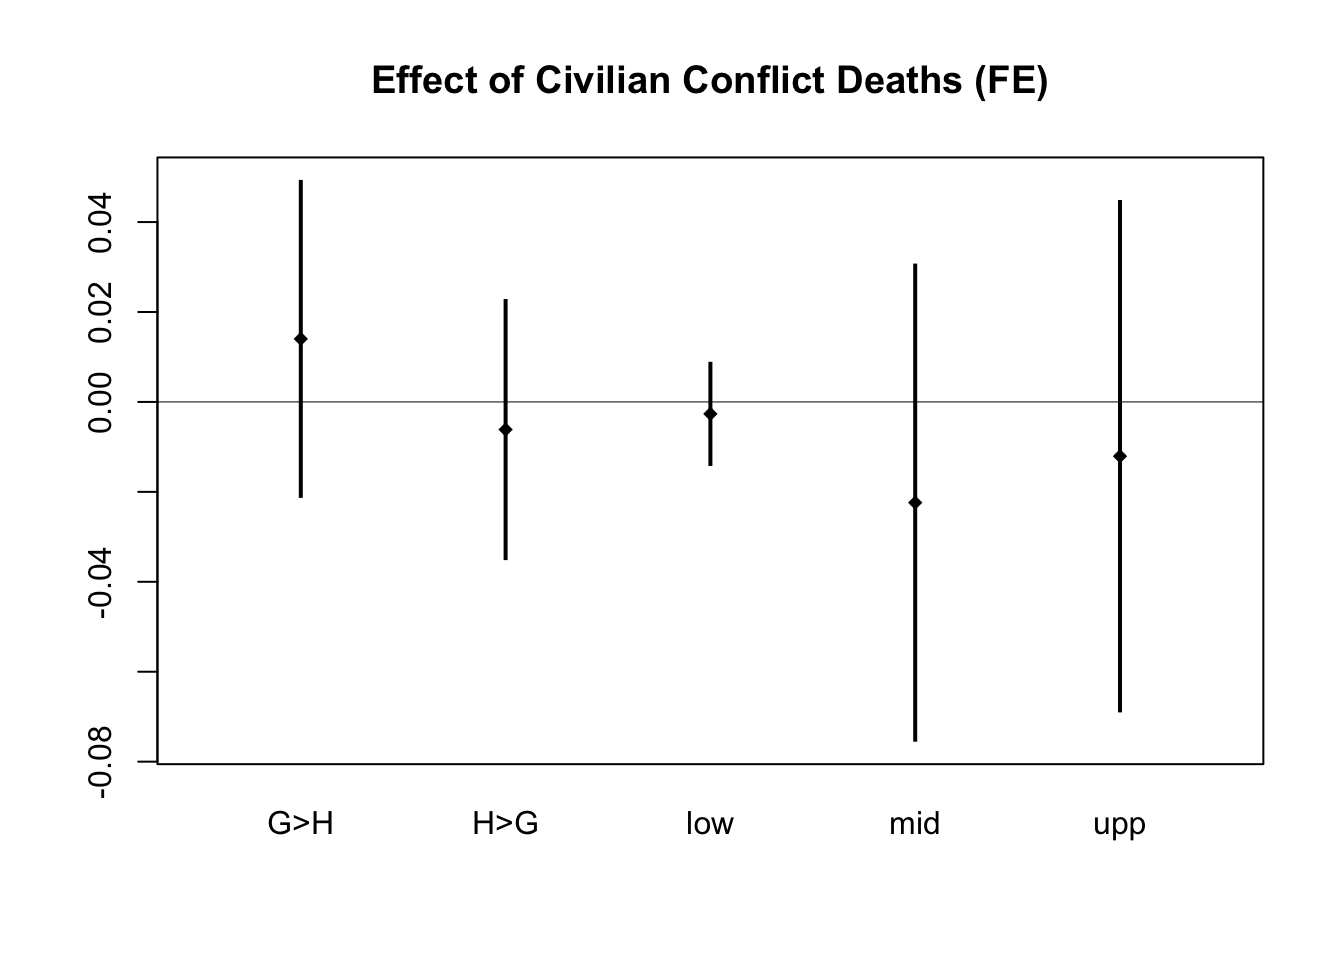 Effect of Civilian Conflict Deaths (FE)
0.04
0.02
0.00
-0.04
-0.08
G>H H>G low mid upp